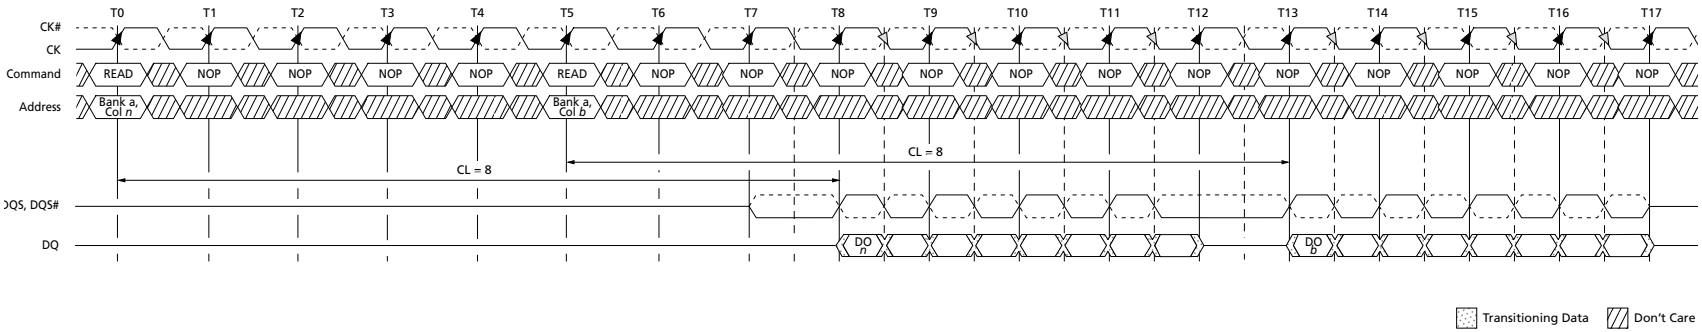 T0 T1 T2 T3 T4 T5 T6 T7 T8 T9 T10 T11 T12 T13 T14 T15 T16 T17
CK#
CK
Command READ NOP NOP NOP NOP READ NOP NOP NOP NOP NOP NOP NOP NOP NOP NOP NOP NOP
Address Bank a, Col n Bank a, Col b
CL = 8
CL = 8
DQS, DQS#
DQ DO n DO b
Transitioning Data Don't Care